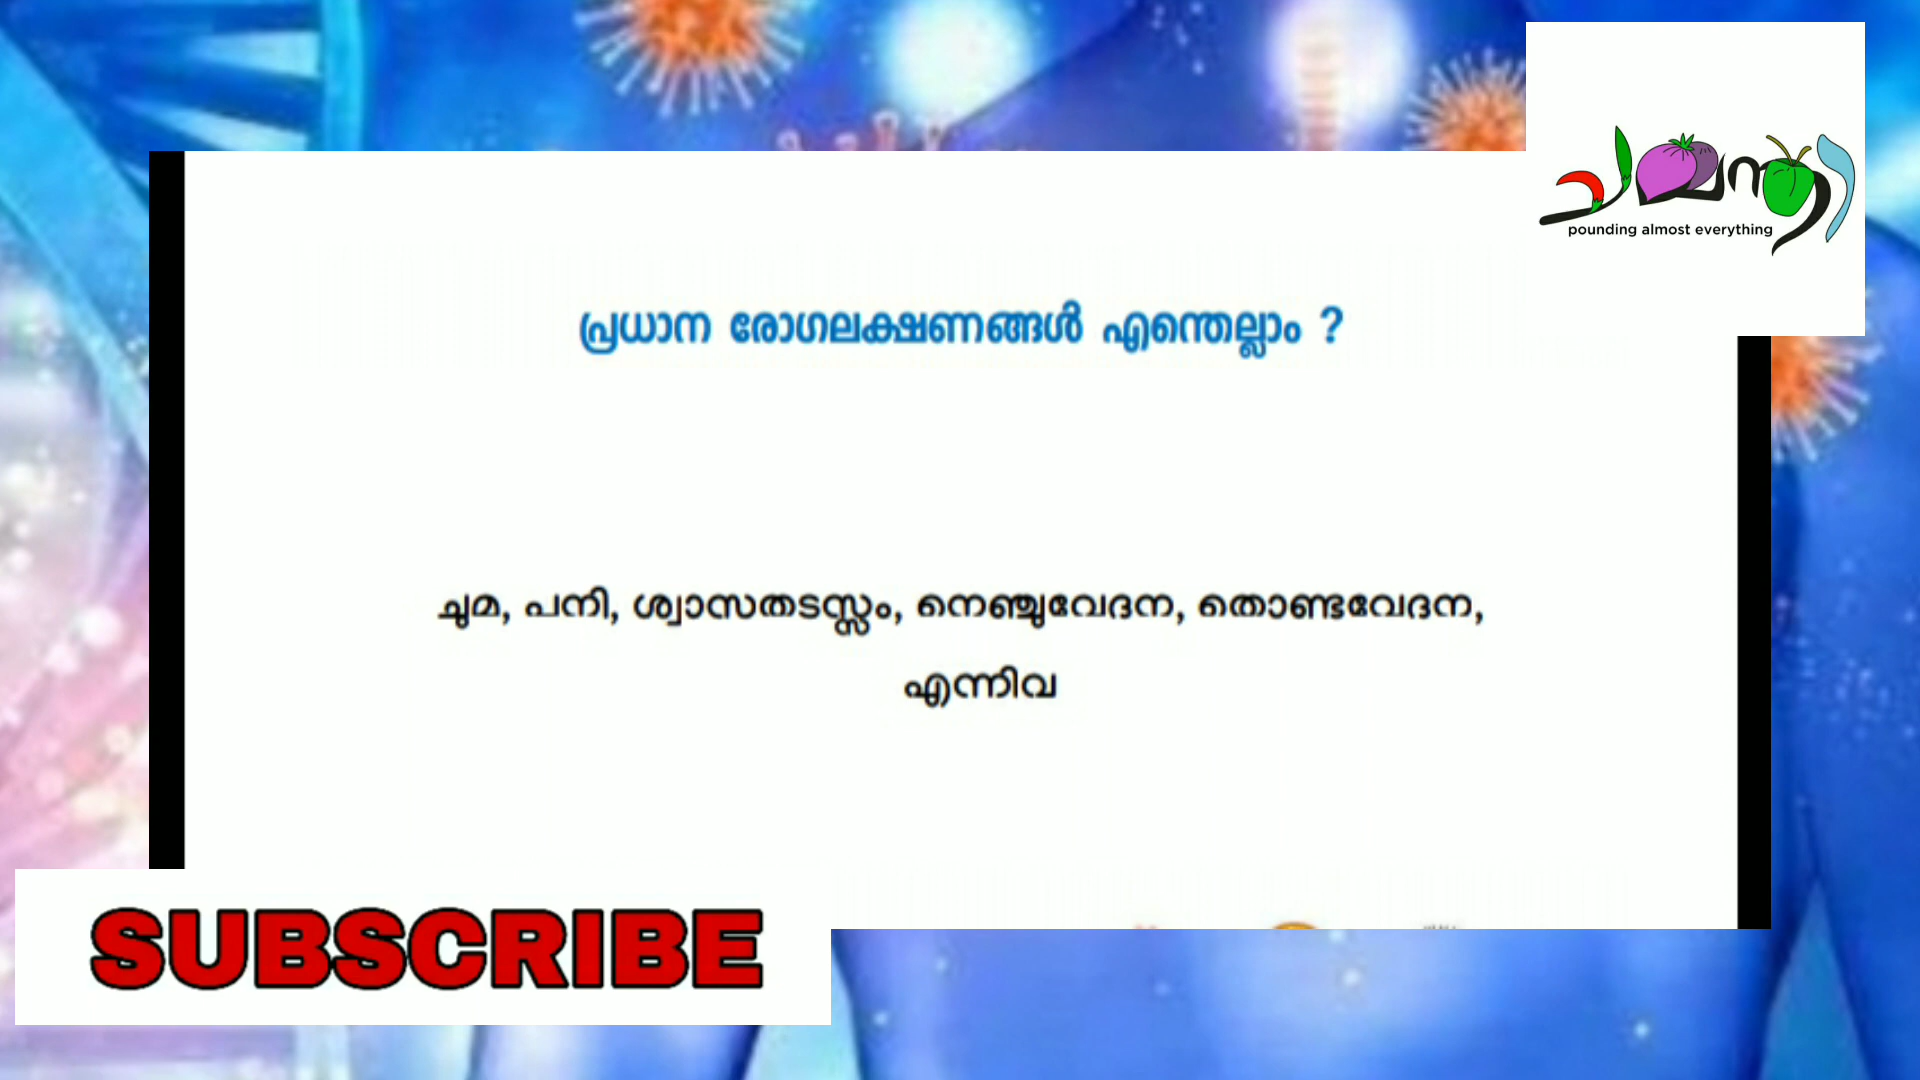 pounding almost everything
പ്രധാന രോഗലക്ഷണങ്ങൾ എന്തെല്ലാം ?
ചുമ, പനി, ശ്വാസതടസ്സം, നെഞ്ചുവേദന, തൊണ്ടവേദന,
എന്നിവ
SUBSCRIBE